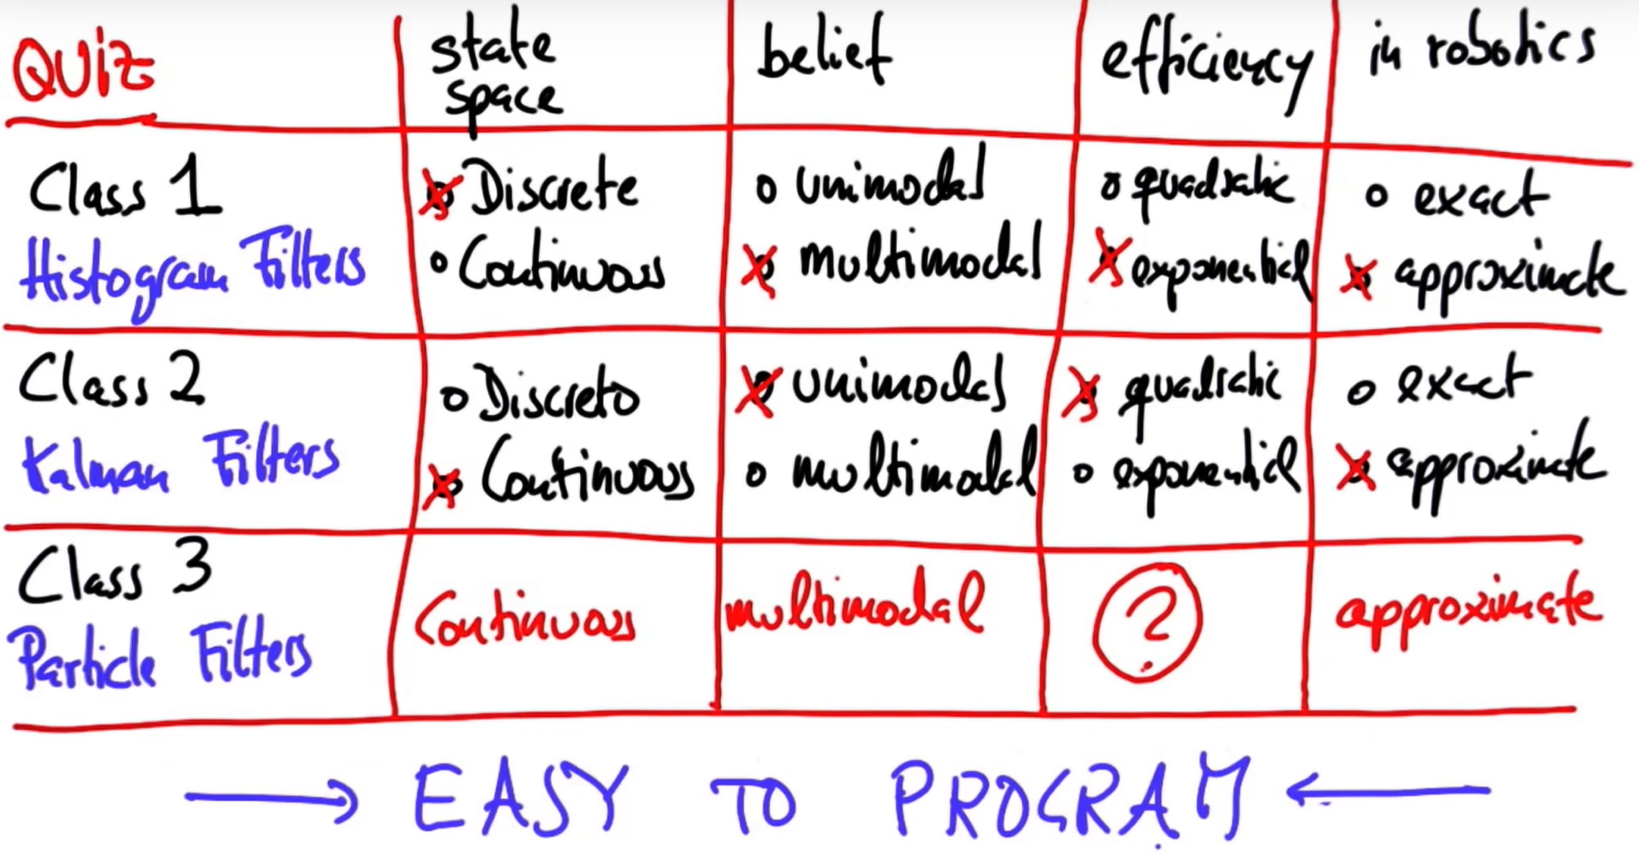 QUIZ
state space
belief
efficiency
in robotics
Class 1
Histogram Filters
Discrete
Continuous
unimodal
multimodal
quadratic
exponential
exact
approximate
Class 2
Kalman Filters
Discrete
Continuous
unimodal
multimodal
quadratic
exponential
exact
approximate
Class 3
Particle Filters
Continuous
multimodal
?
approximate
→ EASY TO PROGRAM ←